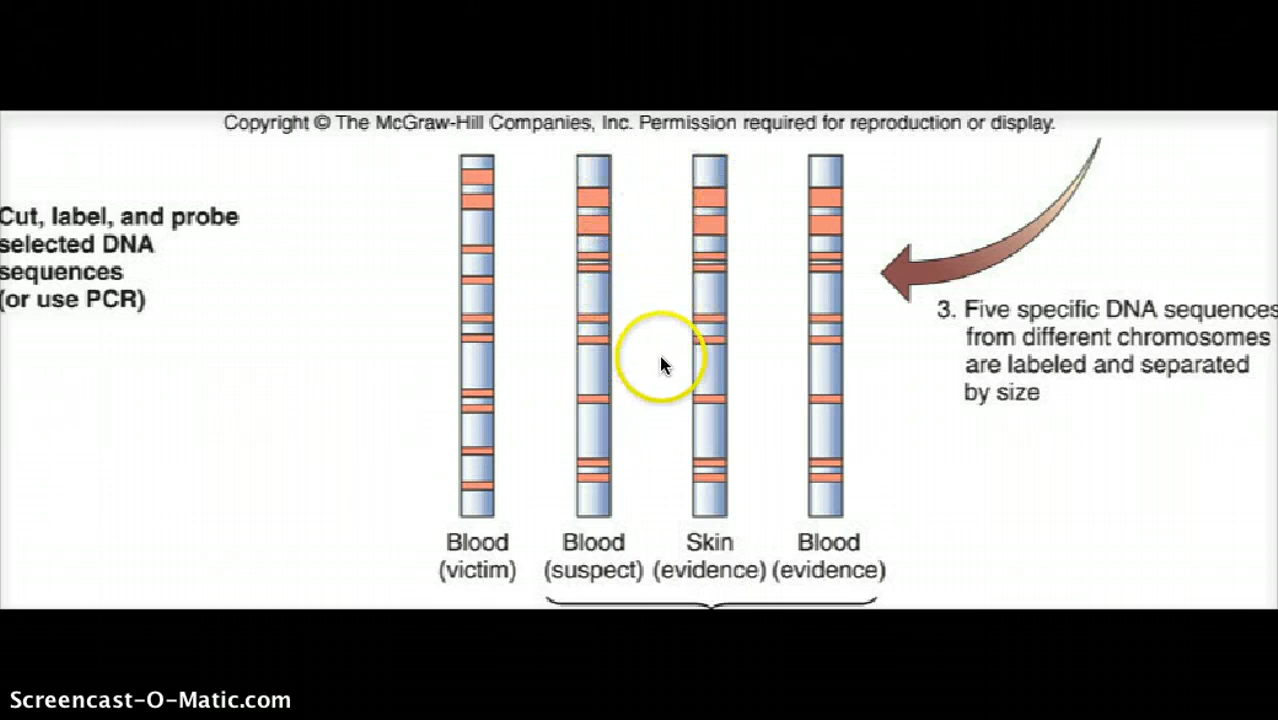 Copyright © The McGraw-Hill Companies, Inc. Permission required for reproduction or display.
Cut, label, and probe
selected DNA
sequences
(or use PCR)
3. Five specific DNA sequences
from different chromosomes
are labeled and separated
by size
Blood (victim)
Blood (suspect)
Skin (evidence)
Blood (evidence)
Screencast-O-Matic.com